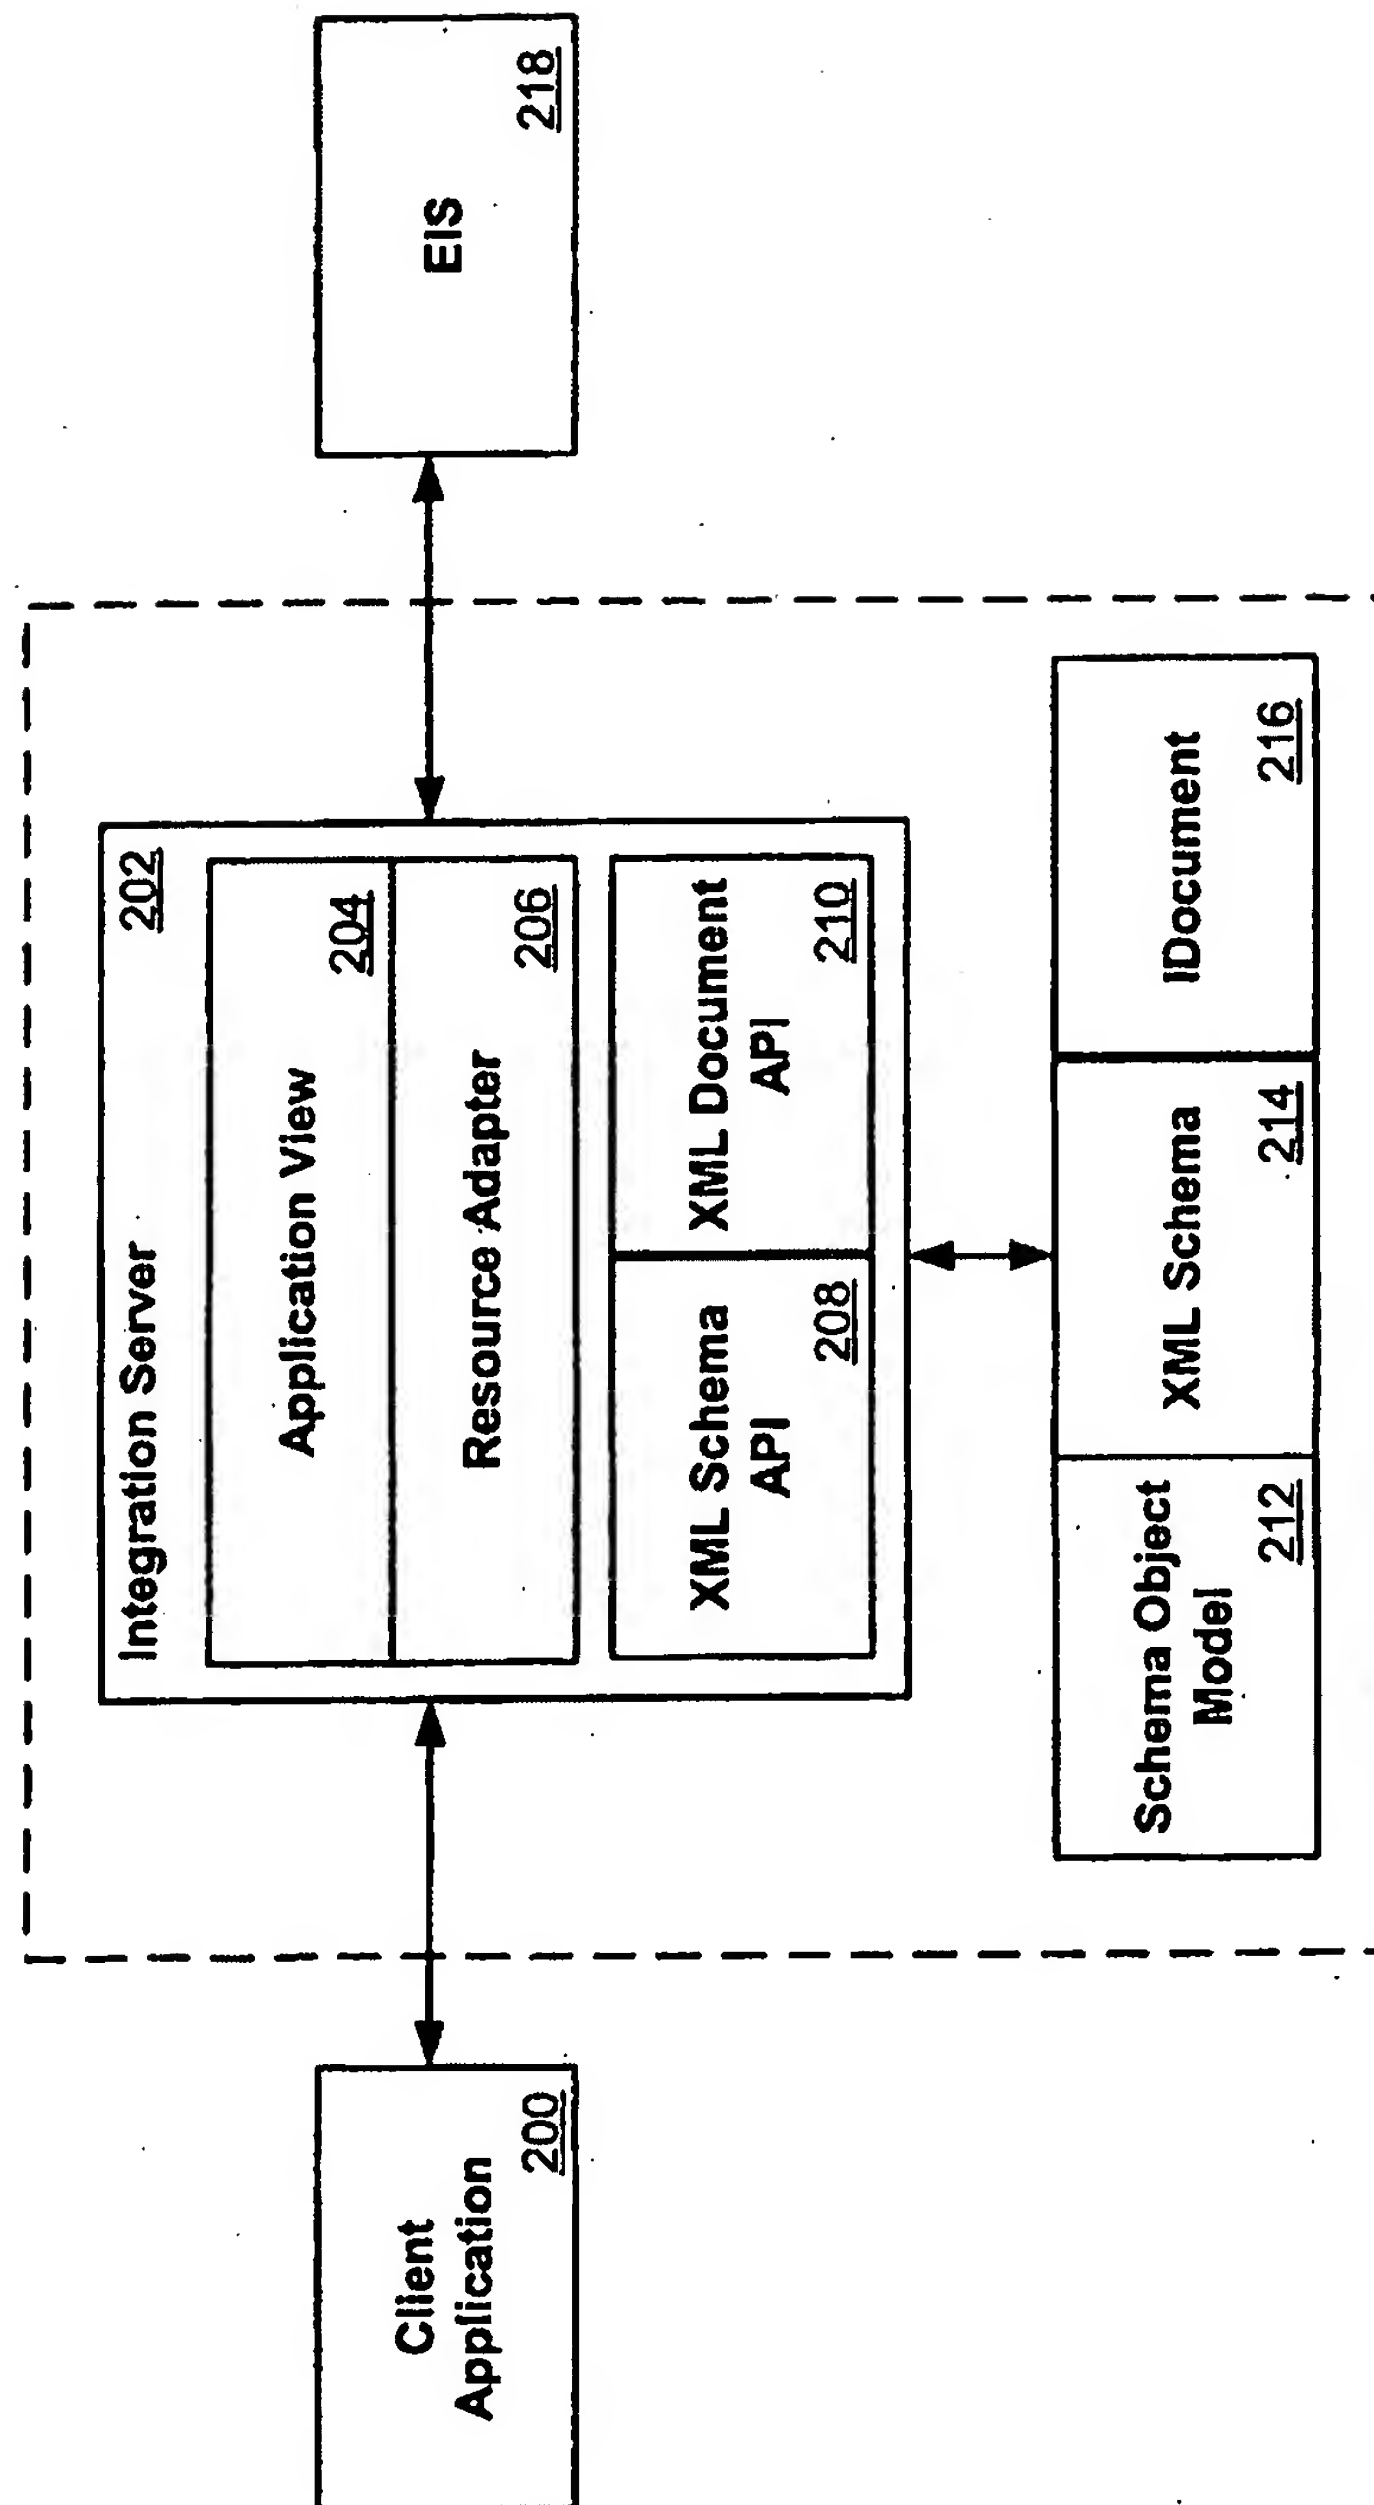 Client
Application
200
Integration Server
202
Application View
204
Resource Adapter
206
XML Schema
API
208
XML Document
API
210
Schema Object
Model
212
XML Schema
214
IDocument
216
EIS
218